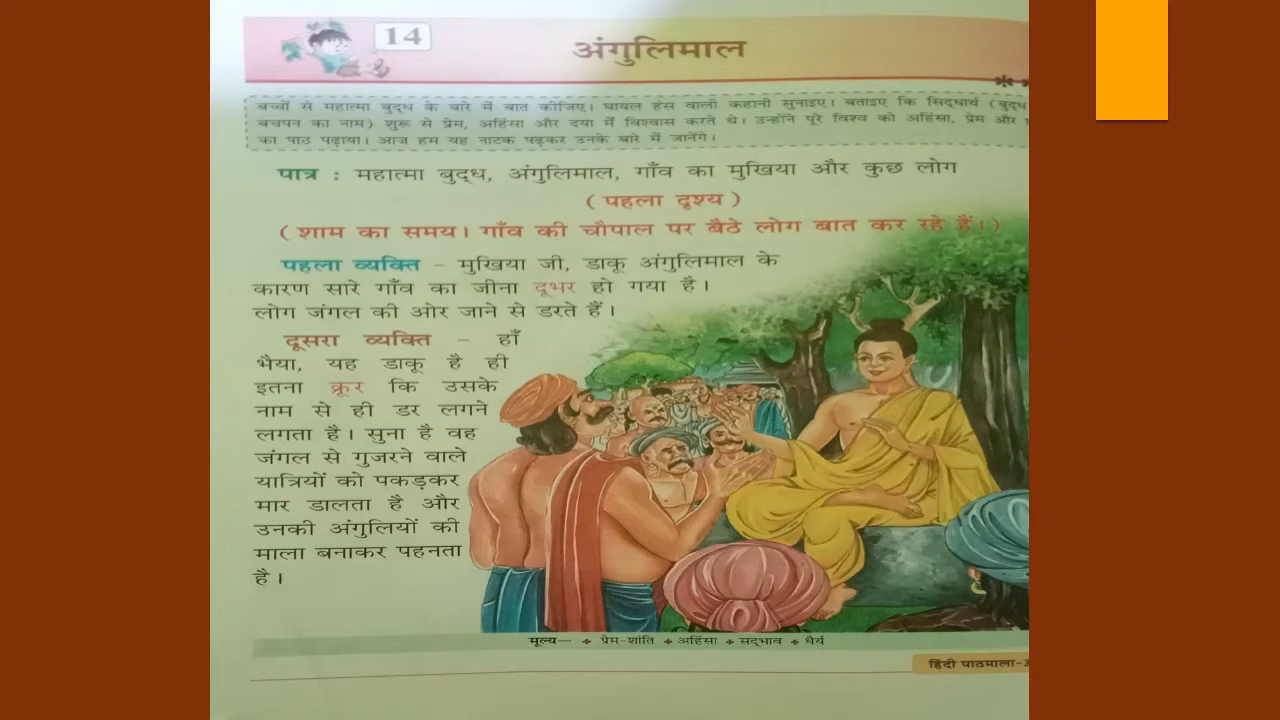 14
अंगुलिमाल
बच्चों से महात्मा बुद्ध के बारे में बात कीजिए। घायल हंस वाली कहानी सुनाइए। बताइए कि सिद्धार्थ (बुद्ध
बचपन का नाम) शुरू से प्रेम, अहिंसा और दया में विश्वास करते थे। उन्होंने पूरे विश्व को अहिंसा, प्रेम और
का पाठ पढ़ाया। आज हम यह नाटक पढ़कर उनके बारे में जानेंगे।
पात्र : महात्मा बुद्ध, अंगुलिमाल, गाँव का मुखिया और कुछ लोग
( पहला दृश्य )
( शाम का समय। गाँव की चौपाल पर बैठे लोग बात कर रहे हैं। )
पहला व्यक्ति – मुखिया जी, डाकू अंगुलिमाल के
कारण सारे गाँव का जीना दूभर हो गया है।
लोग जंगल की ओर जाने से डरते हैं।
दूसरा व्यक्ति – हाँ
भैया, यह डाकू है ही
इतना क्रूर कि उसके
नाम से ही डर लगने
लगता है। सुना है वह
जंगल से गुजरने वाले
यात्रियों को पकड़कर
मार डालता है और
उनकी अंगुलियों की
माला बनाकर पहनता
है।
मूल्य— ❖ प्रेम-शांति ❖ अहिंसा ❖ सद्भाव ❖ धैर्य
हिंदी पाठमाला-3